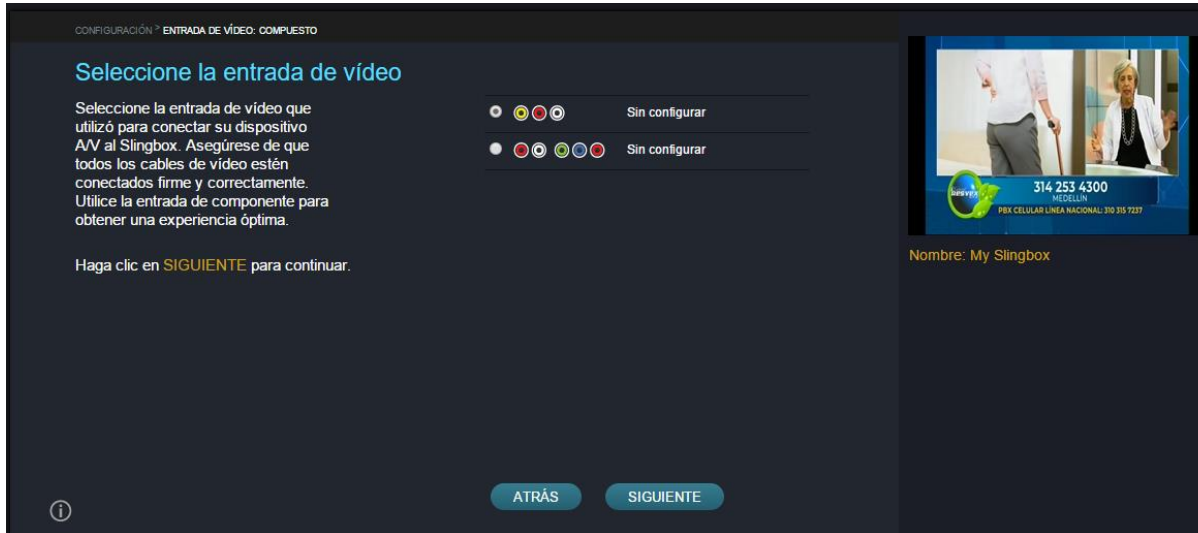 CONFIGURACIÓN > ENTRADA DE VÍDEO: COMPUESTO
Seleccione la entrada de vídeo
Seleccione la entrada de vídeo que
utilizó para conectar su dispositivo
A/V al Slingbox. Asegúrese de que
todos los cables de vídeo estén
conectados firme y correctamente.
Utilice la entrada de componente para
obtener una experiencia óptima.
Haga clic en SIGUIENTE para continuar.
Sin configurar
Sin configurar
ATRÁS
SIGUIENTE
314 253 4300
MEDELLÍN
PBX CELULAR LÍNEA NACIONAL: 310 315 7237
Nombre: My Slingbox